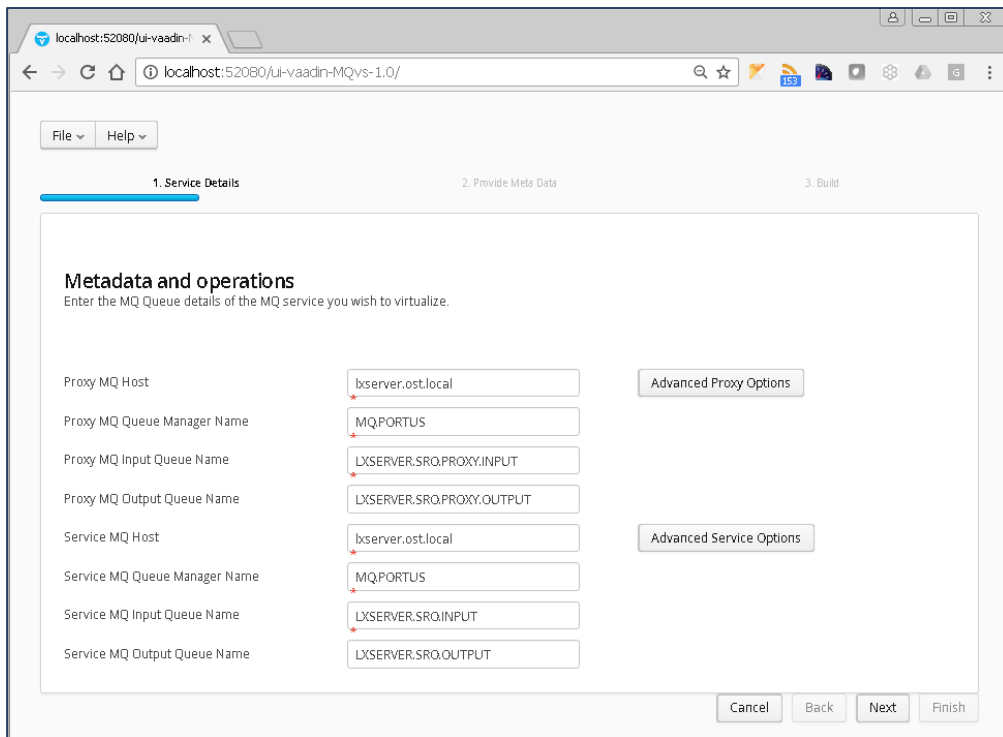 localhost:52080/ui-vaadin-M
localhost:52080/ui-vaadin-MQvs-1.0/
153
G
File
Help
1. Service Details
2. Provide Meta Data
3. Build
Metadata and operations
Enter the MQ Queue details of the MQ service you wish to virtualize.
Proxy MQ Host
lxserver.ost.local
Advanced Proxy Options
*
Proxy MQ Queue Manager Name
MQ.PORTUS
*
Proxy MQ Input Queue Name
LXSERVER.SRO.PROXY.INPUT
*
Proxy MQ Output Queue Name
LXSERVER.SRO.PROXY.OUTPUT
Service MQ Host
lxserver.ost.local
Advanced Service Options
*
Service MQ Queue Manager Name
MQ.PORTUS
*
Service MQ Input Queue Name
LXSERVER.SRO.INPUT
*
Service MQ Output Queue Name
LXSERVER.SRO.OUTPUT
Cancel
Back
Next
Finish